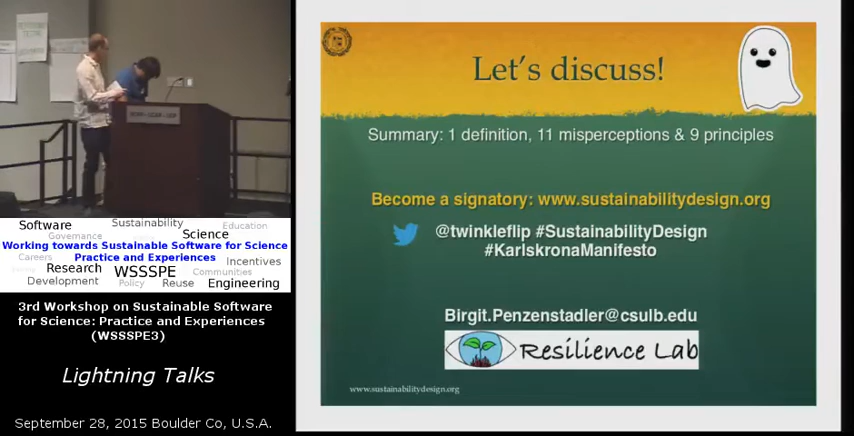 Let's discuss!
Summary: 1 definition, 11 misperceptions & 9 principles
Become a signatory: www.sustainabilitydesign.org
@twinkleflip #SustainabilityDesign
#KarlskronaManifesto
Birgit.Penzenstadler@csulb.edu
Resilience Lab
www.sustainabilitydesign.org
Software
Sustainability
Education
Governance
Science
Working towards Sustainable Software for Science
Practice and Experiences
Careers
Incentives
Research
WSSSPE
Communities
Development
Policy
Reuse
Engineering
3rd Workshop on Sustainable Software
for Science: Practice and Experiences
(WSSSPE3)
Lightning Talks
September 28, 2015 Boulder Co, U.S.A.